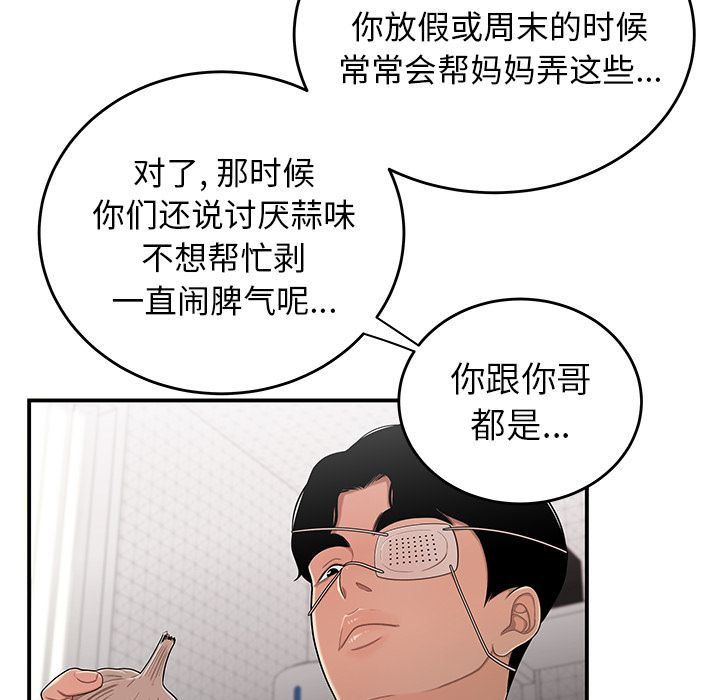 你放假或周末的时候
常常会帮妈妈弄这些...
对了,那时候
你们还说讨厌蒜味
不想帮忙剥
一直闹脾气呢...
你跟你哥
都是...